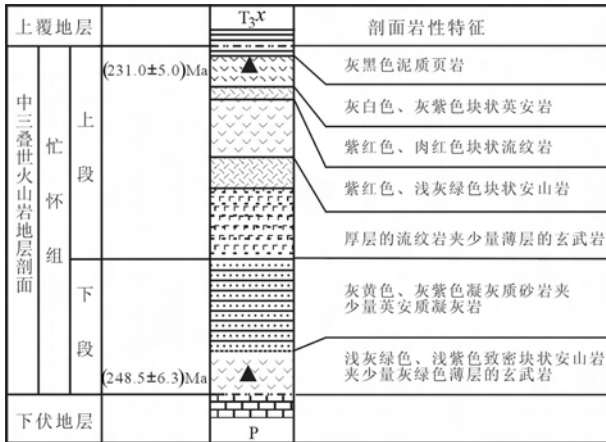 上覆地层
T₃x
剖面岩性特征
中三叠世火山岩地层剖面
忙怀组
上段
(231.0±5.0)Ma
灰黑色泥质页岩
灰白色、灰紫色块状英安岩
紫红色、肉红色块状流纹岩
紫红色、浅灰绿色块状安山岩
厚层的流纹岩夹少量薄层的玄武岩
下段
灰黄色、灰紫色凝灰质砂岩夹
少量英安质凝灰岩
(248.5±6.3)Ma
浅灰绿色、浅紫色致密块状安山岩
夹少量灰绿色薄层的玄武岩
下伏地层
P